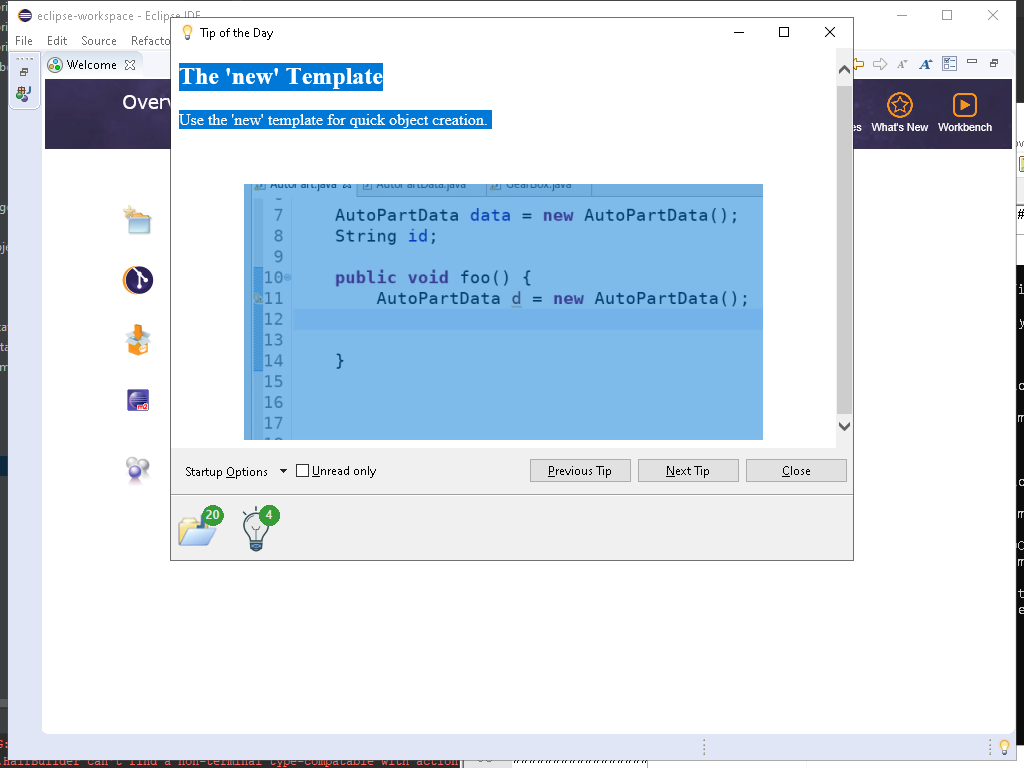 eclipse-workspace - Eclipse IDE
Tip of the Day
File Edit Source Refacto
Welcome
The 'new' Template
Use the 'new' template for quick object creation.
Over
What's New
Workbench
AutoPart.java AutoPartData.java GearBox.java
7 AutoPartData data = new AutoPartData();
8 String id;
9
10 public void foo() {
11 AutoPartData d = new AutoPartData();
12
13
14 }
15
16
17
Startup Options
Unread only
Previous Tip
Next Tip
Close
20
4
can't find a non-terminal type-compatable with action